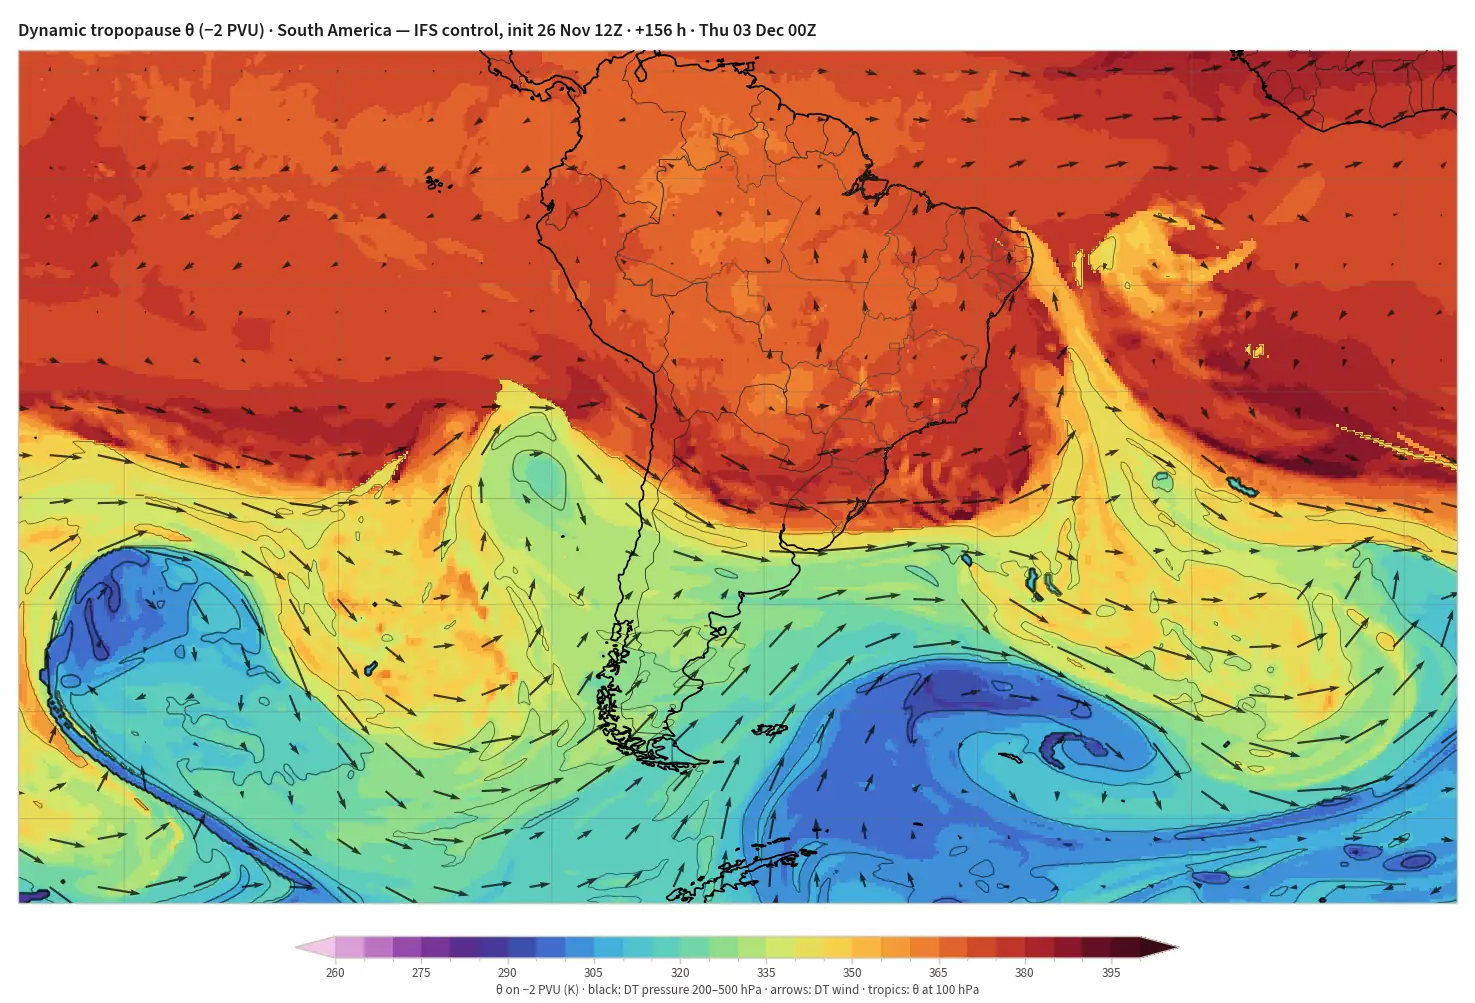 Dynamic tropopause θ (−2 PVU) · South America — IFS control, init 26 Nov 12Z · +156 h · Thu 03 Dec 00Z
260 275 290 305 320 335 350 365 380 395
θ on −2 PVU (K) · black: DT pressure 200–500 hPa · arrows: DT wind · tropics: θ at 100 hPa